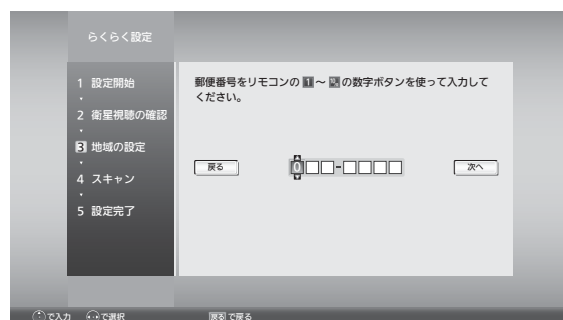 らくらく設定
1 設定開始
2 衛星視聴の確認
3 地域の設定
4 スキャン
5 設定完了
郵便番号をリモコンの 1 ～ の数字ボタンを使って入力して
ください。
戻る
0 -
次へ
で入力 で選択 戻る で戻る